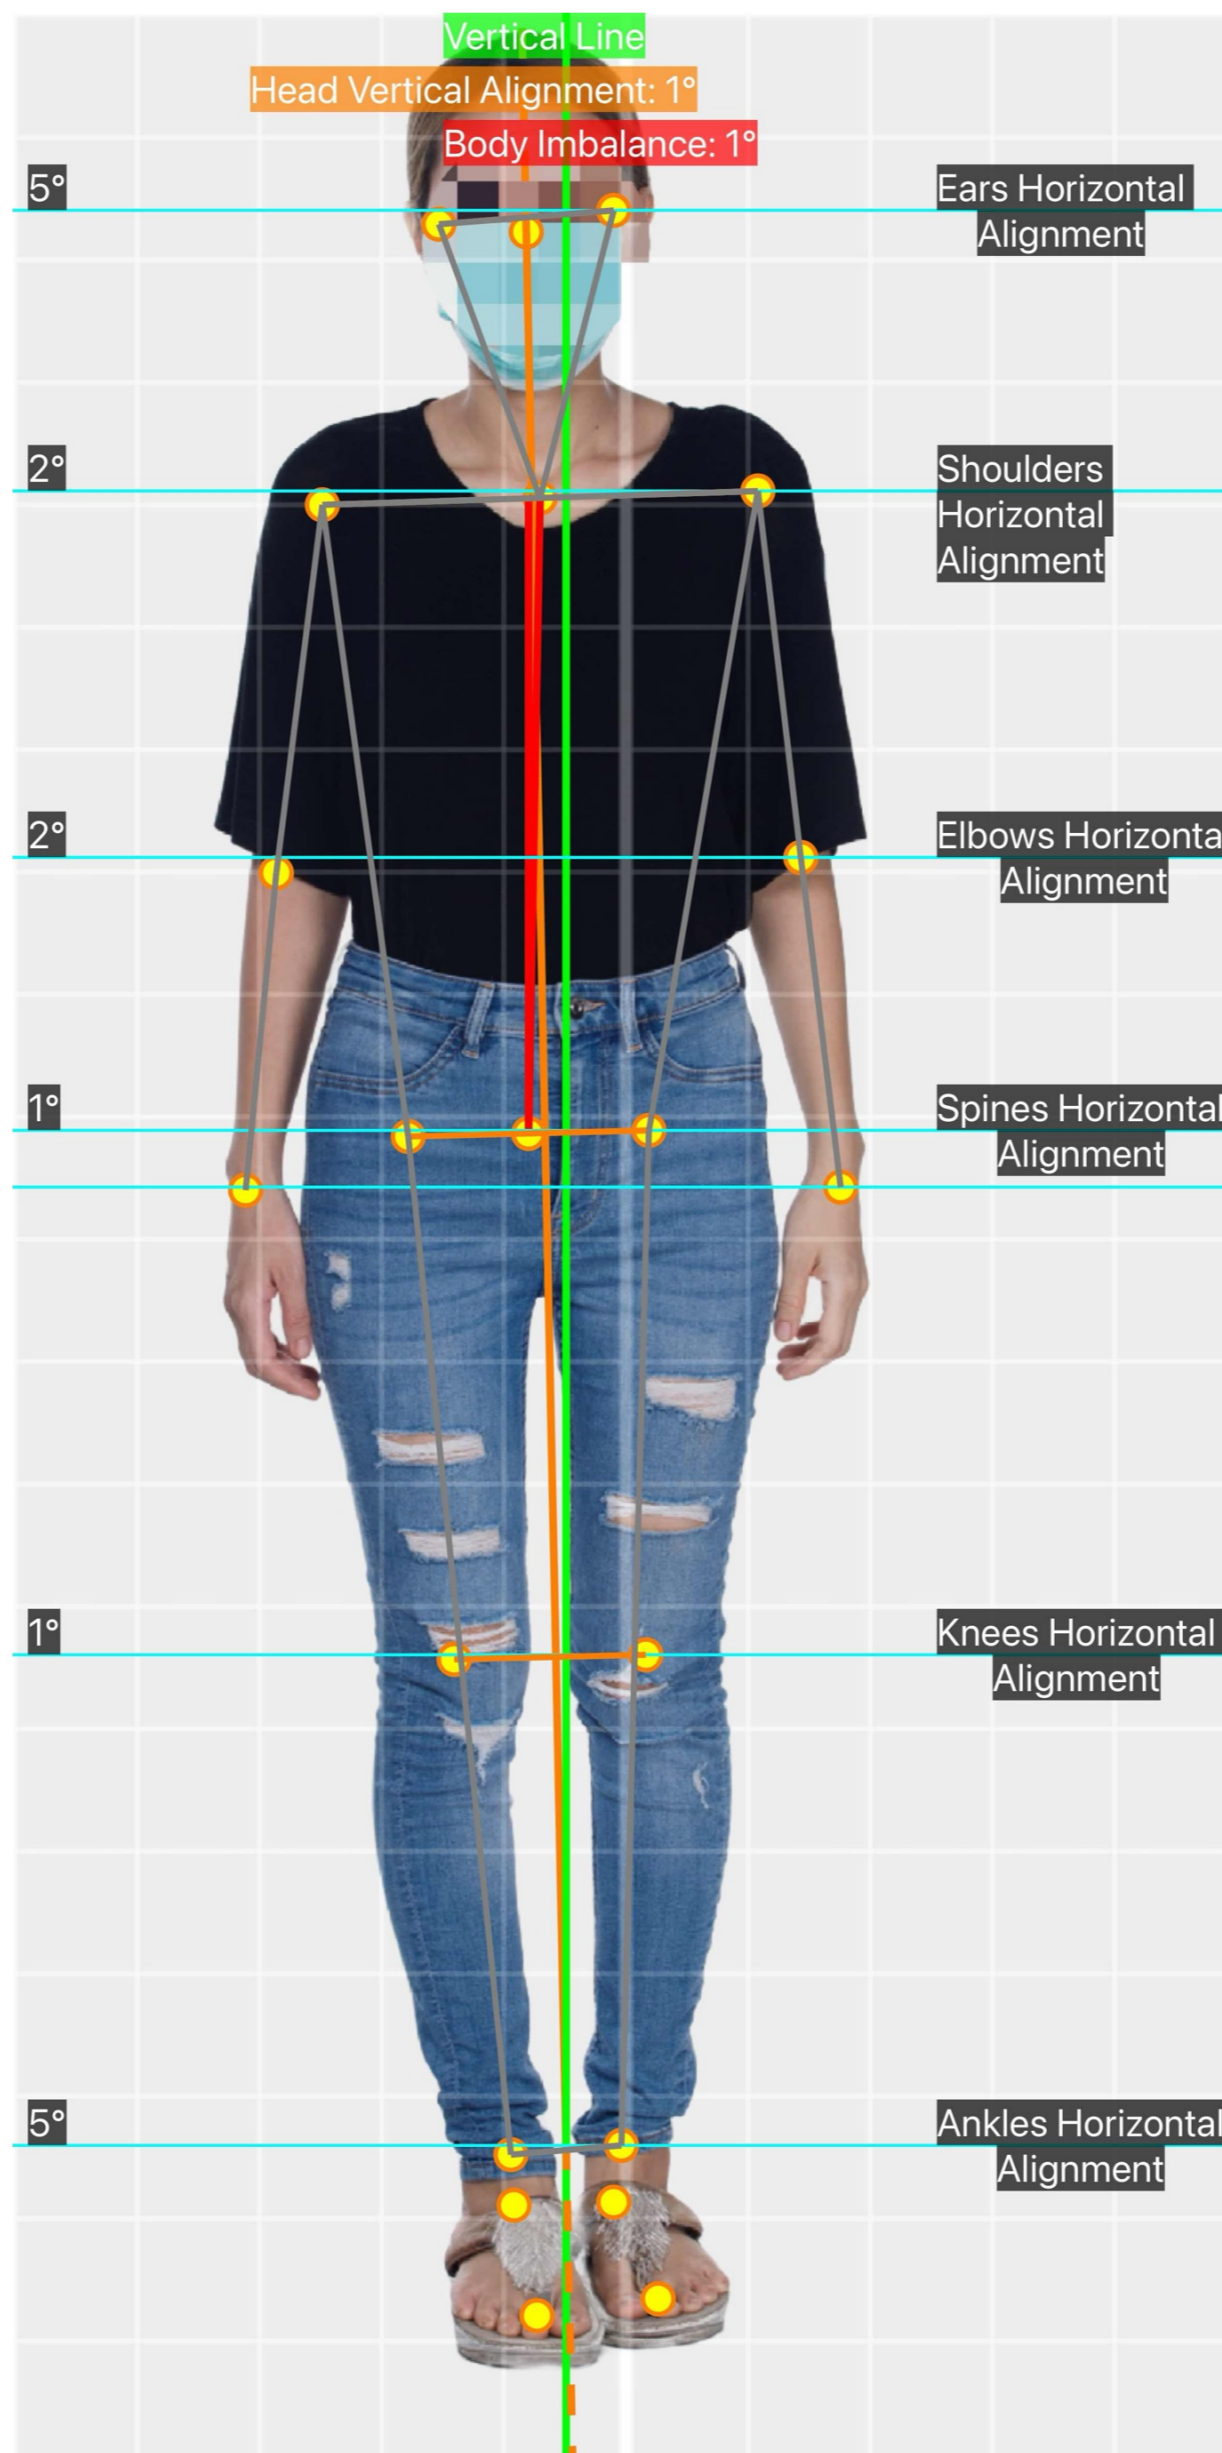 Vertical Line
Head Vertical Alignment: 1°
Body Imbalance: 1°
5°
Ears Horizontal
Alignment
2°
Shoulders
Horizontal
Alignment
2°
Elbows Horizonta
Alignment
1°
Spines Horizontal
Alignment
1°
Knees Horizontal
Alignment
5°
Ankles Horizontal
Alignment